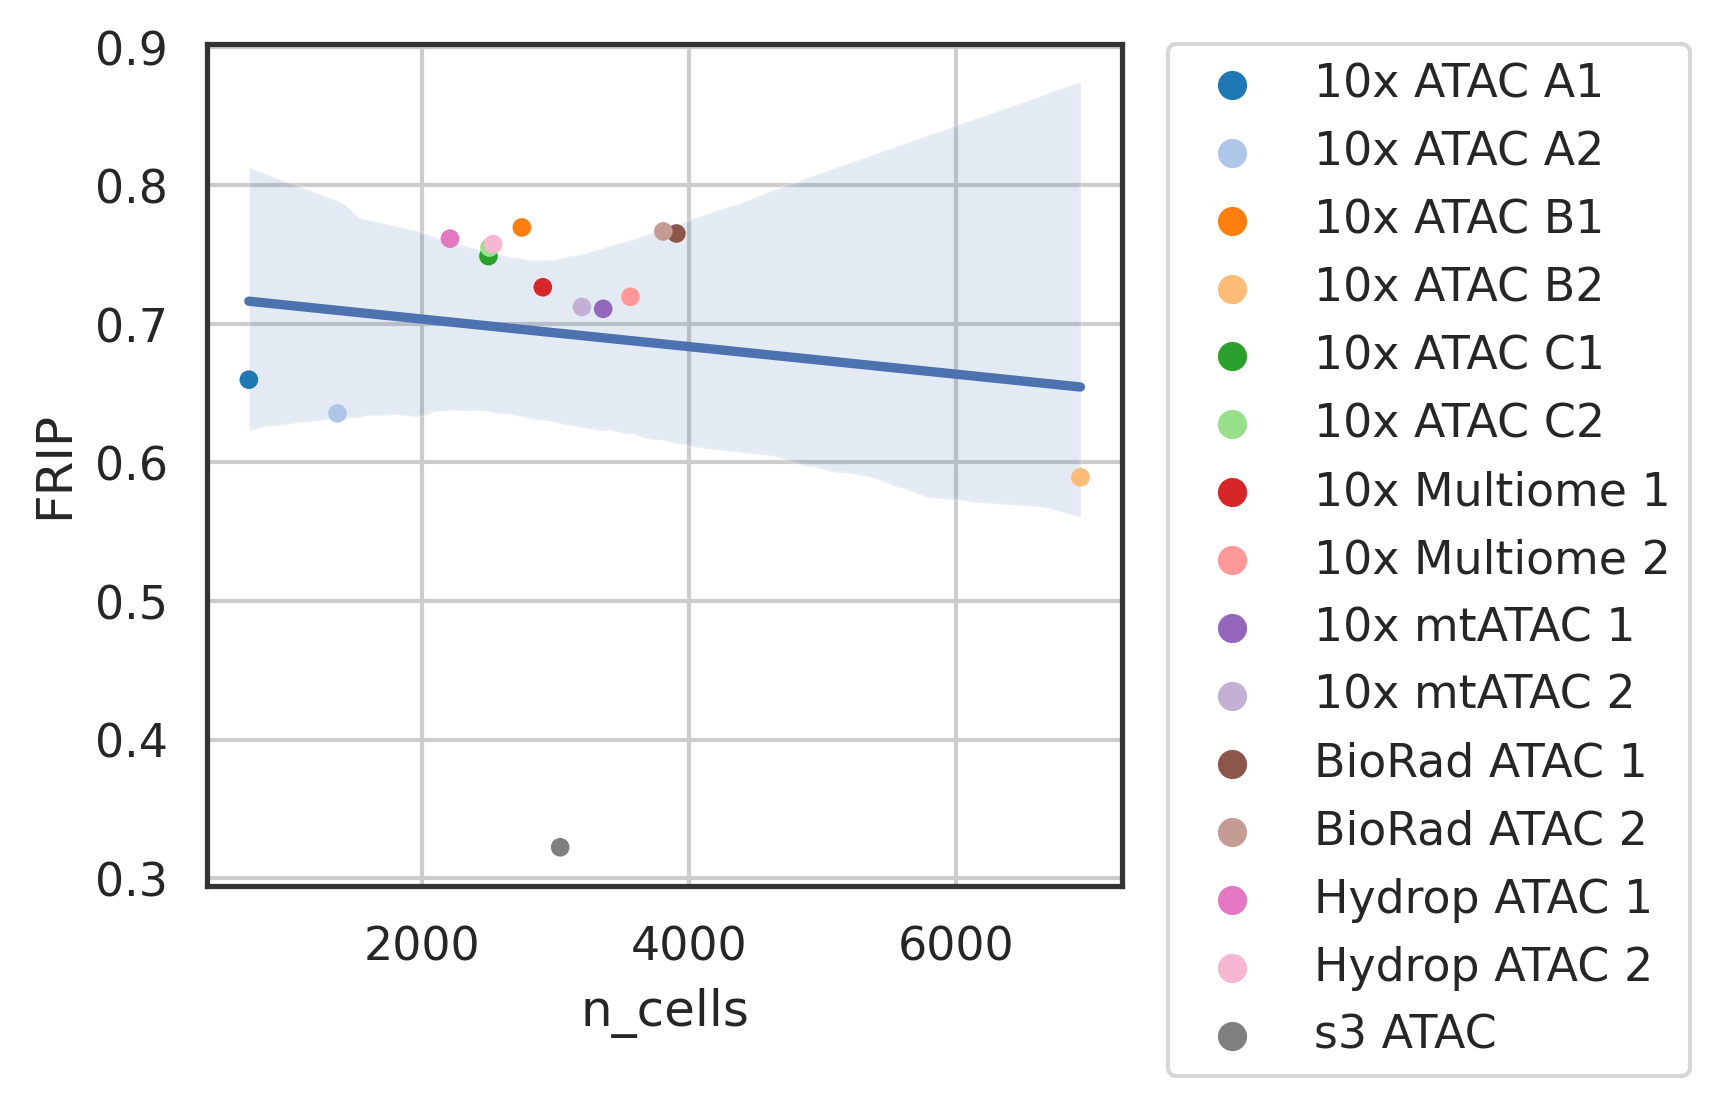 0.9
0.8
0.7
0.6
0.5
0.4
0.3
FRIP
2000 4000 6000
n_cells
10x ATAC A1
10x ATAC A2
10x ATAC B1
10x ATAC B2
10x ATAC C1
10x ATAC C2
10x Multiome 1
10x Multiome 2
10x mtATAC 1
10x mtATAC 2
BioRad ATAC 1
BioRad ATAC 2
Hydrop ATAC 1
Hydrop ATAC 2
s3 ATAC